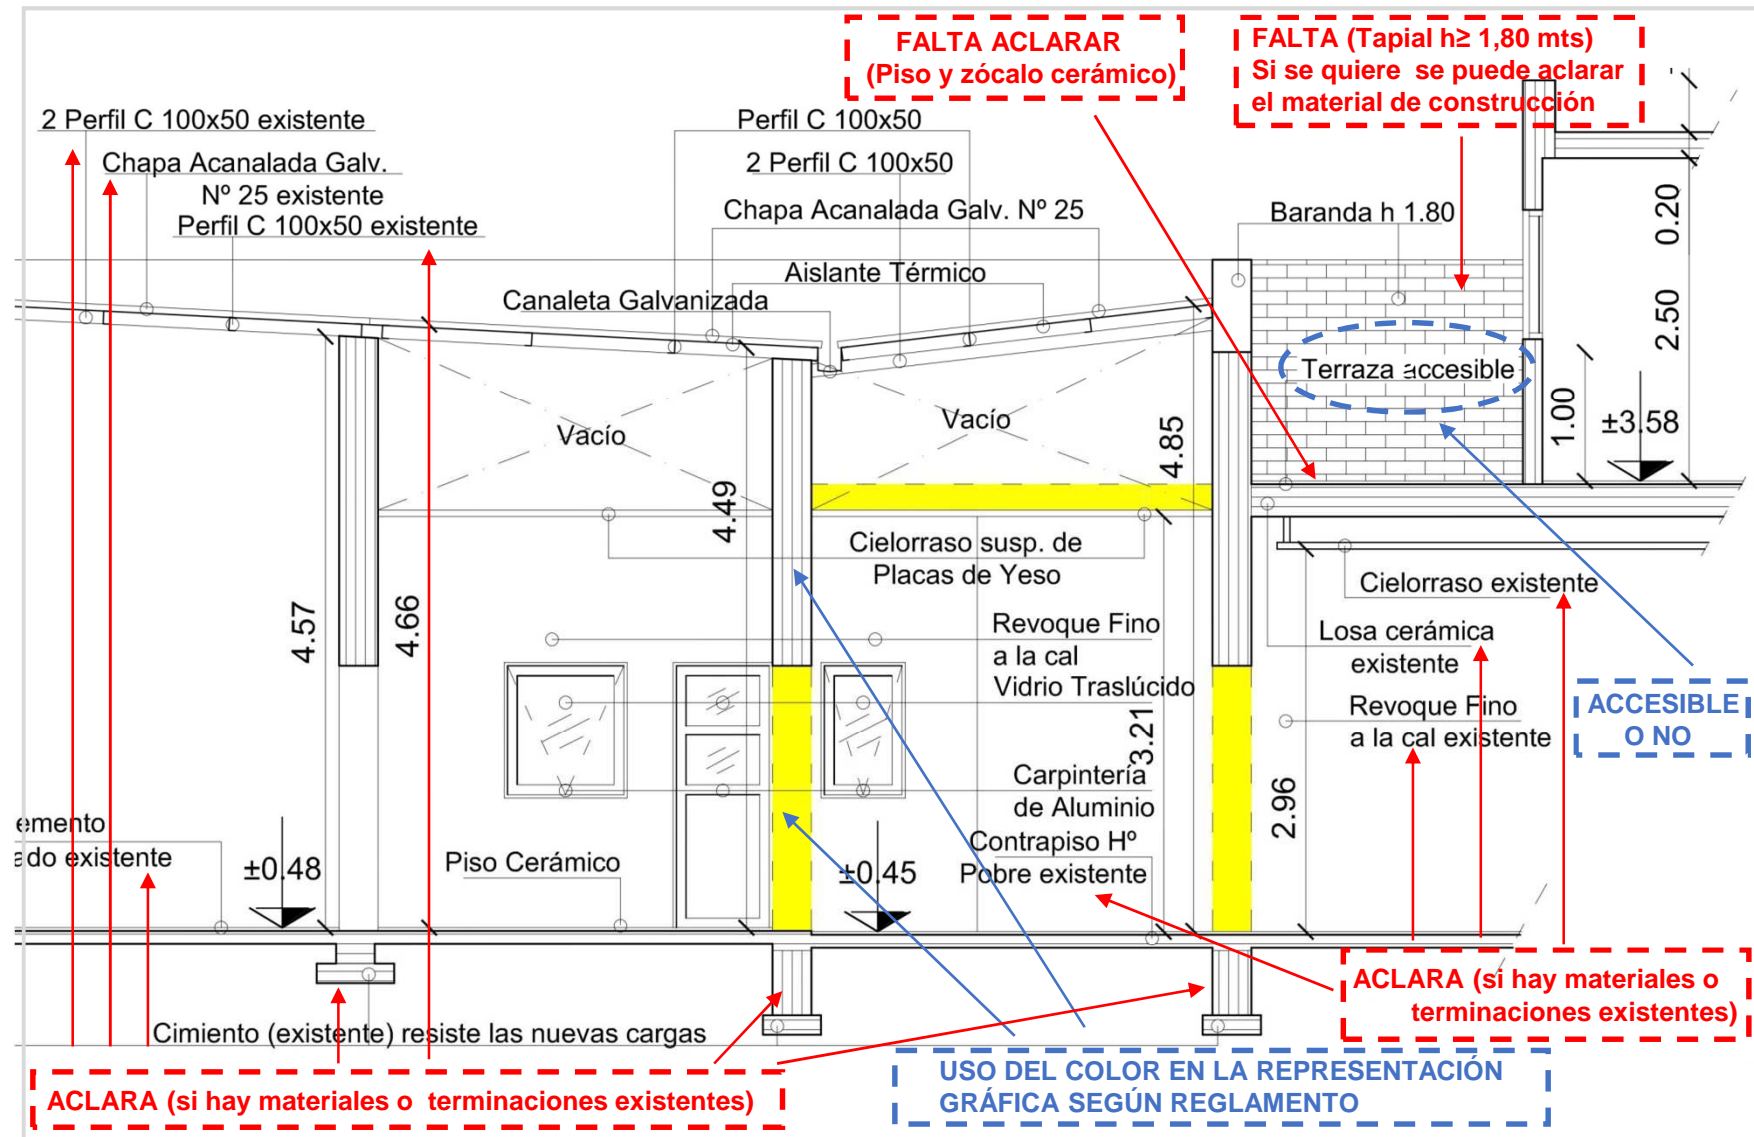 FALTA ACLARAR
(Piso y zócalo cerámico)
FALTA (Tapial h≥ 1,80 mts)
Si se quiere se puede aclarar
el material de construcción
2 Perfil C 100x50 existente
Chapa Acanalada Galv.
Nº 25 existente
Perfil C 100x50 existente
Perfil C 100x50
2 Perfil C 100x50
Chapa Acanalada Galv. Nº 25
Aislante Térmico
Canaleta Galvanizada
Baranda h 1.80
0.20
2.50
Terraza accesible
1.00
±3.58
Vacío
Vacío
4.85
4.49
4.57
4.66
Cielorraso susp. de
Placas de Yeso
Cielorraso existente
Revoque Fino
a la cal
Vidrio Traslúcido
Losa cerámica
existente
ACCESIBLE
O NO
Revoque Fino
a la cal existente
3.21
2.96
Carpintería
de Aluminio
Contrapiso Hº
Pobre existente
emento
ado existente
±0.48
Piso Cerámico
±0.45
ACLARA (si hay materiales o
terminaciones existentes)
Cimiento (existente) resiste las nuevas cargas
ACLARA (si hay materiales o terminaciones existentes)
USO DEL COLOR EN LA REPRESENTACIÓN
GRÁFICA SEGÚN REGLAMENTO